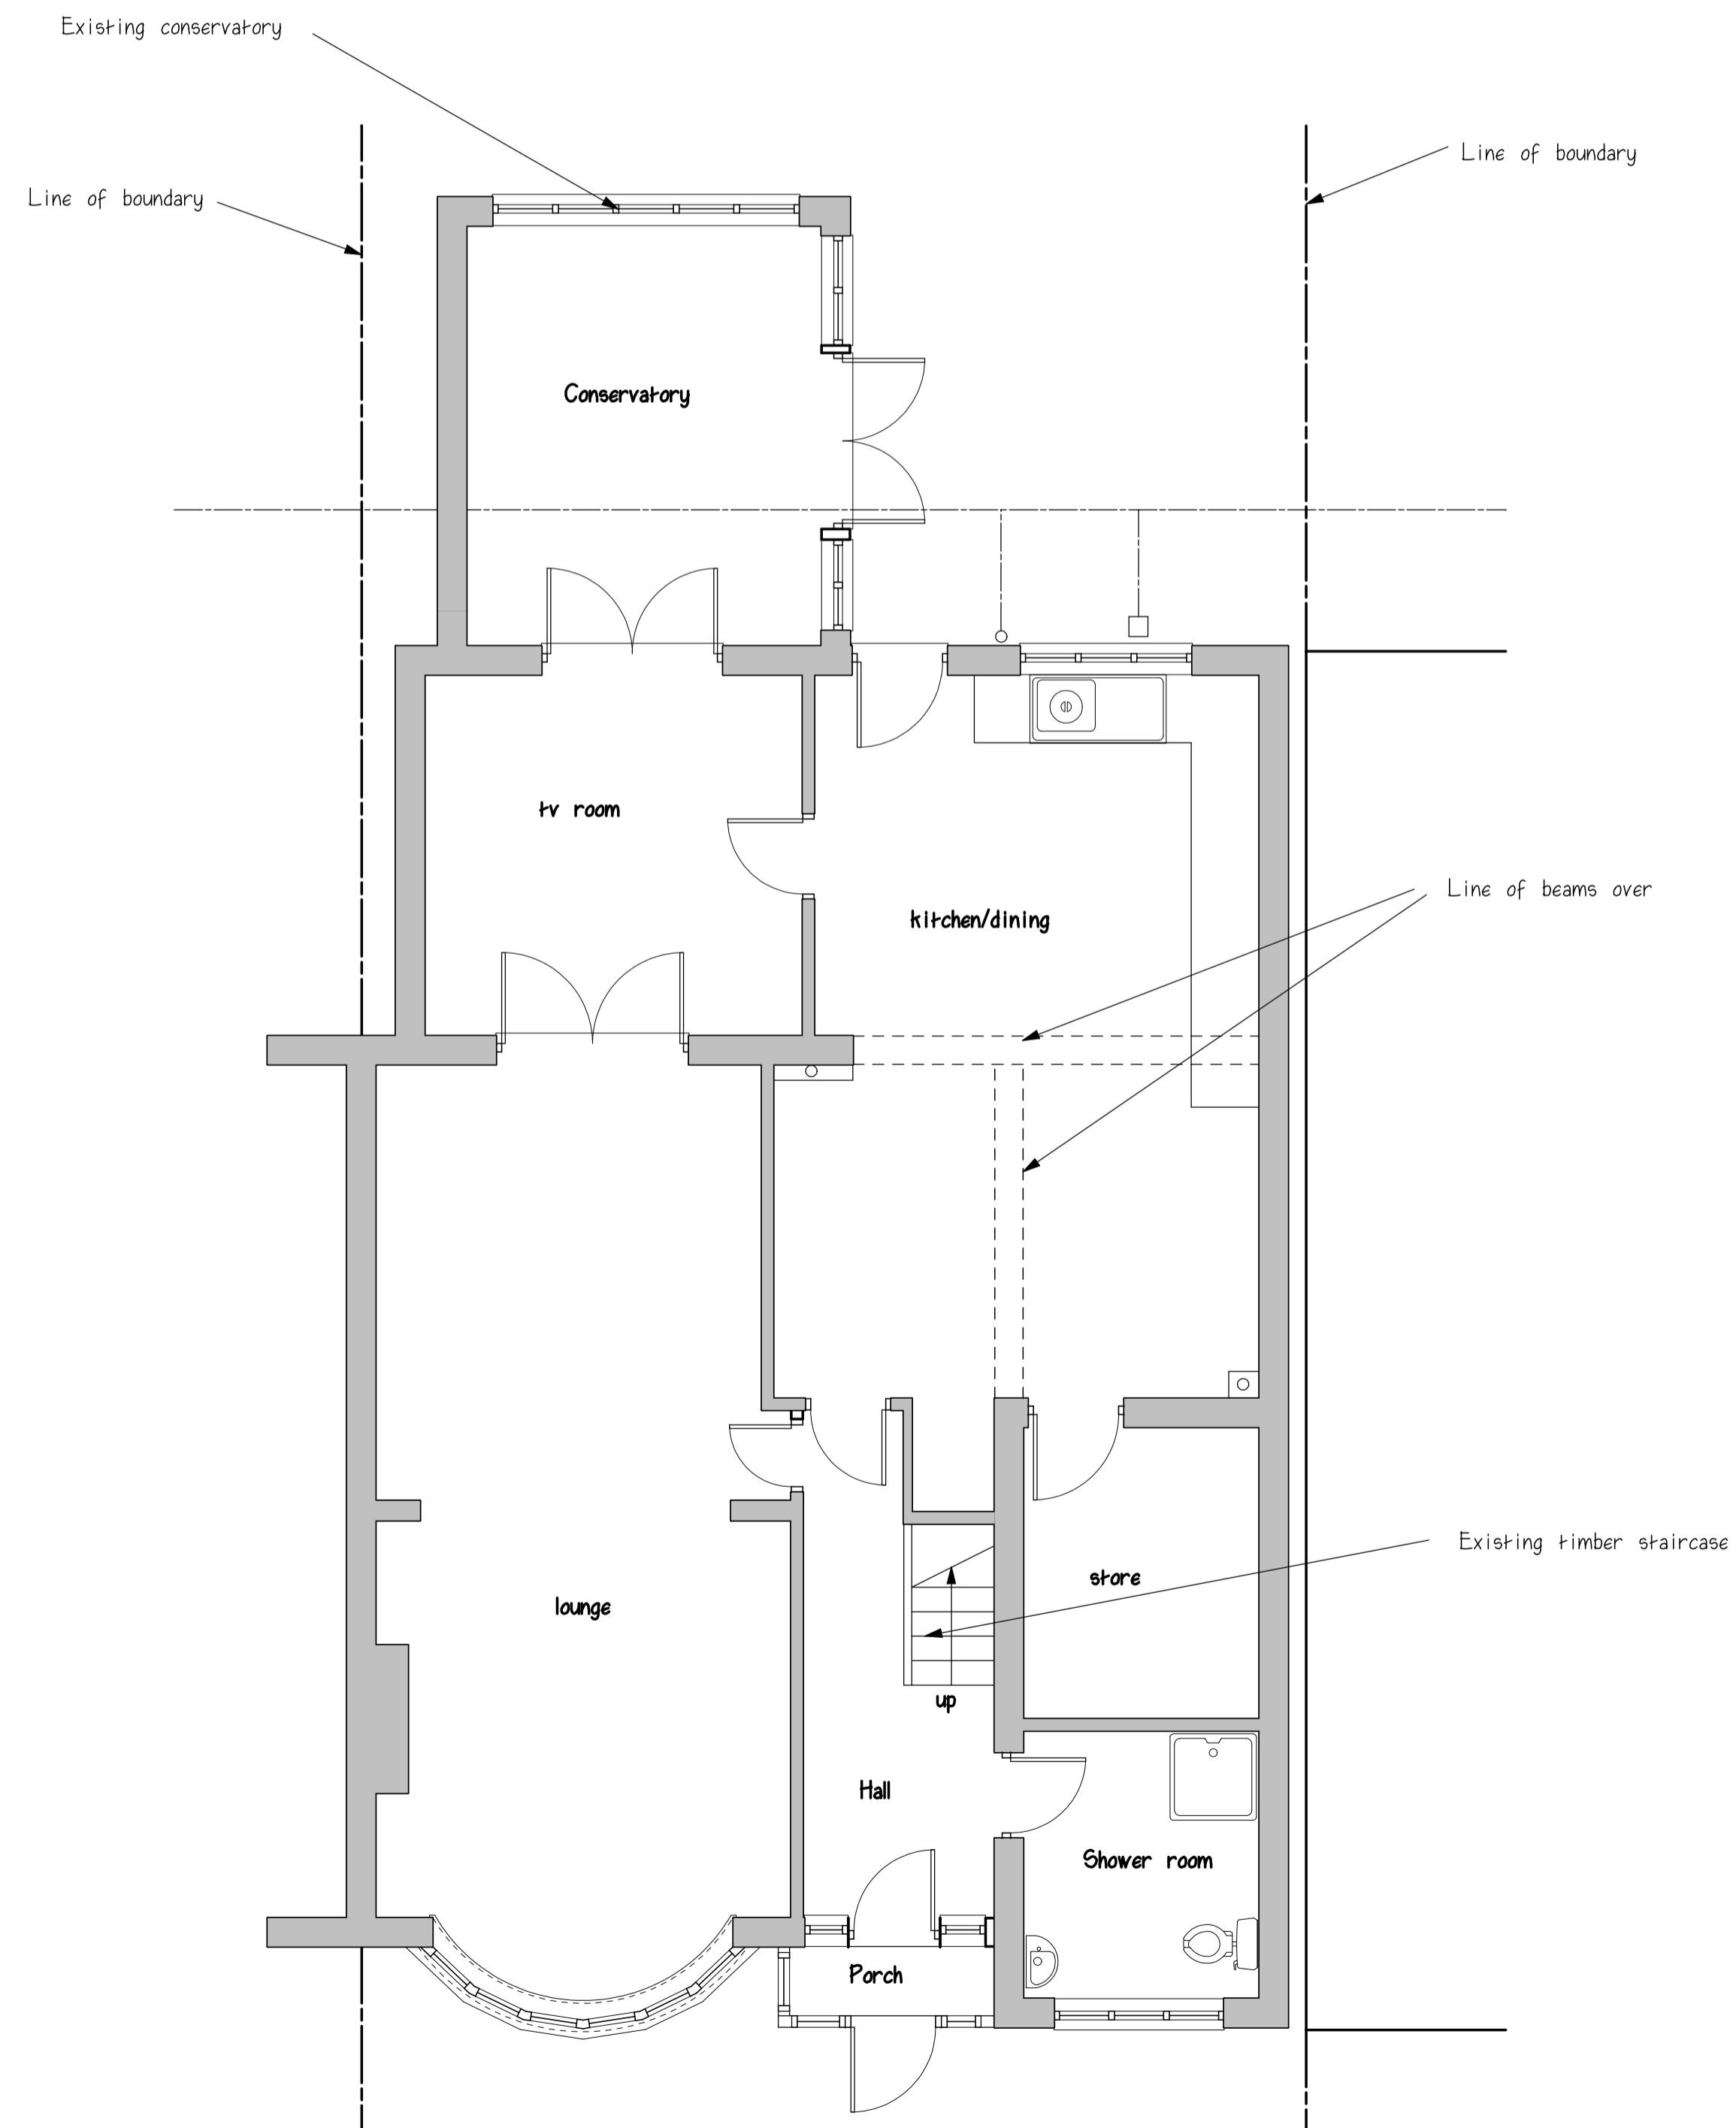 Existing conservatory
Line of boundary
Line of boundary
Conservatory
tv room
Line of beams over
kitchen/dining
Existing timber staircase
store
lounge
up
Hall
Shower room
Porch